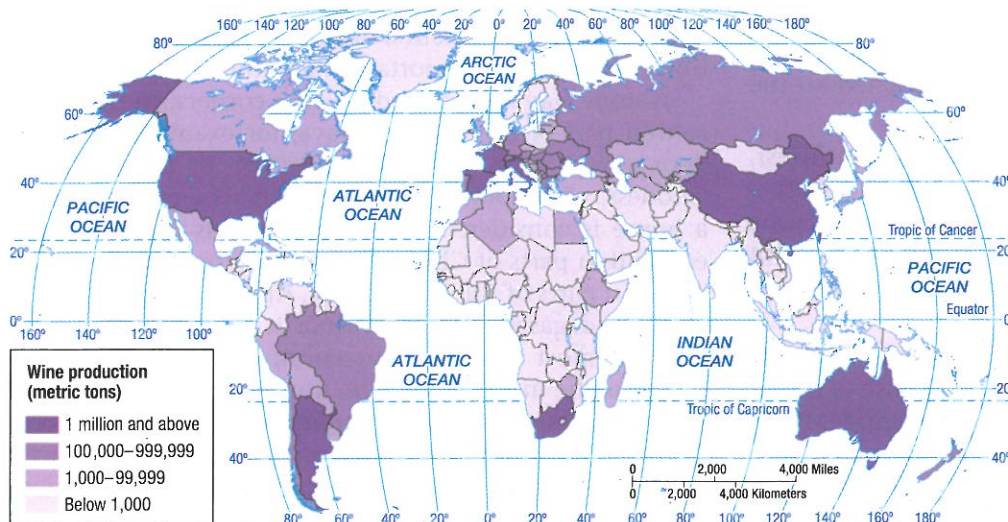 160° 140° 120° 100° 80° 60° 40° 20° 0° 20° 40° 60° 80° 100° 120° 140° 160° 180°
80°
80°
ARCTIC
OCEAN
60°
60°
40°
40°
PACIFIC
OCEAN
ATLANTIC
OCEAN
20°
20°
Tropic of Cancer
PACIFIC
OCEAN
Equator
0°
0°
160° 140° 120° 100°
ATLANTIC
OCEAN
INDIAN
OCEAN
20°
20°
Tropic of Capricorn
40°
40°
Wine production
(metric tons)
1 million and above
100,000–999,999
1,000–99,999
Below 1,000
0 2,000 4,000 Miles
0 2,000 4,000 Kilometers
80° 60° 40° 20° 0° 20° 40° 60° 80° 100° 120° 140° 160° 180°